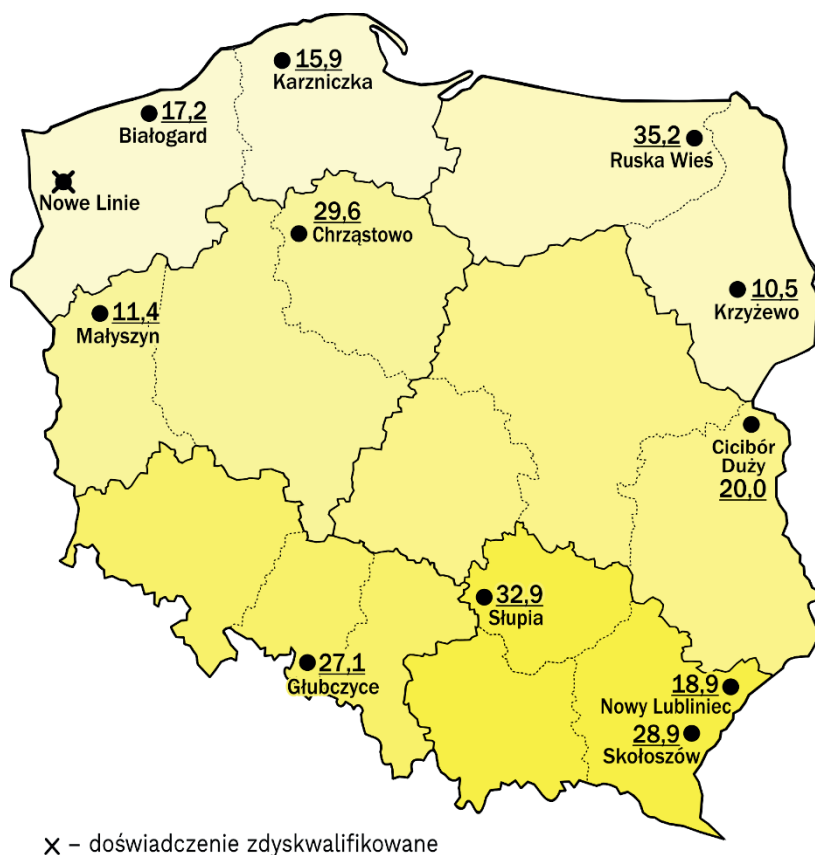 15,9
Karzniczka
17,2
Białogard
35,2
Ruska Wieś
Nowe Linie
29,6
Chrząstowo
10,5
Krzyżewo
11,4
Małyszyn
Cicibór
Duży
20,0
32,9
Słupia
27,1
Głubczyce
18,9
Nowy Lubliniec
28,9
Skołoszów
x – doświadczenie zdyskwalifikowane